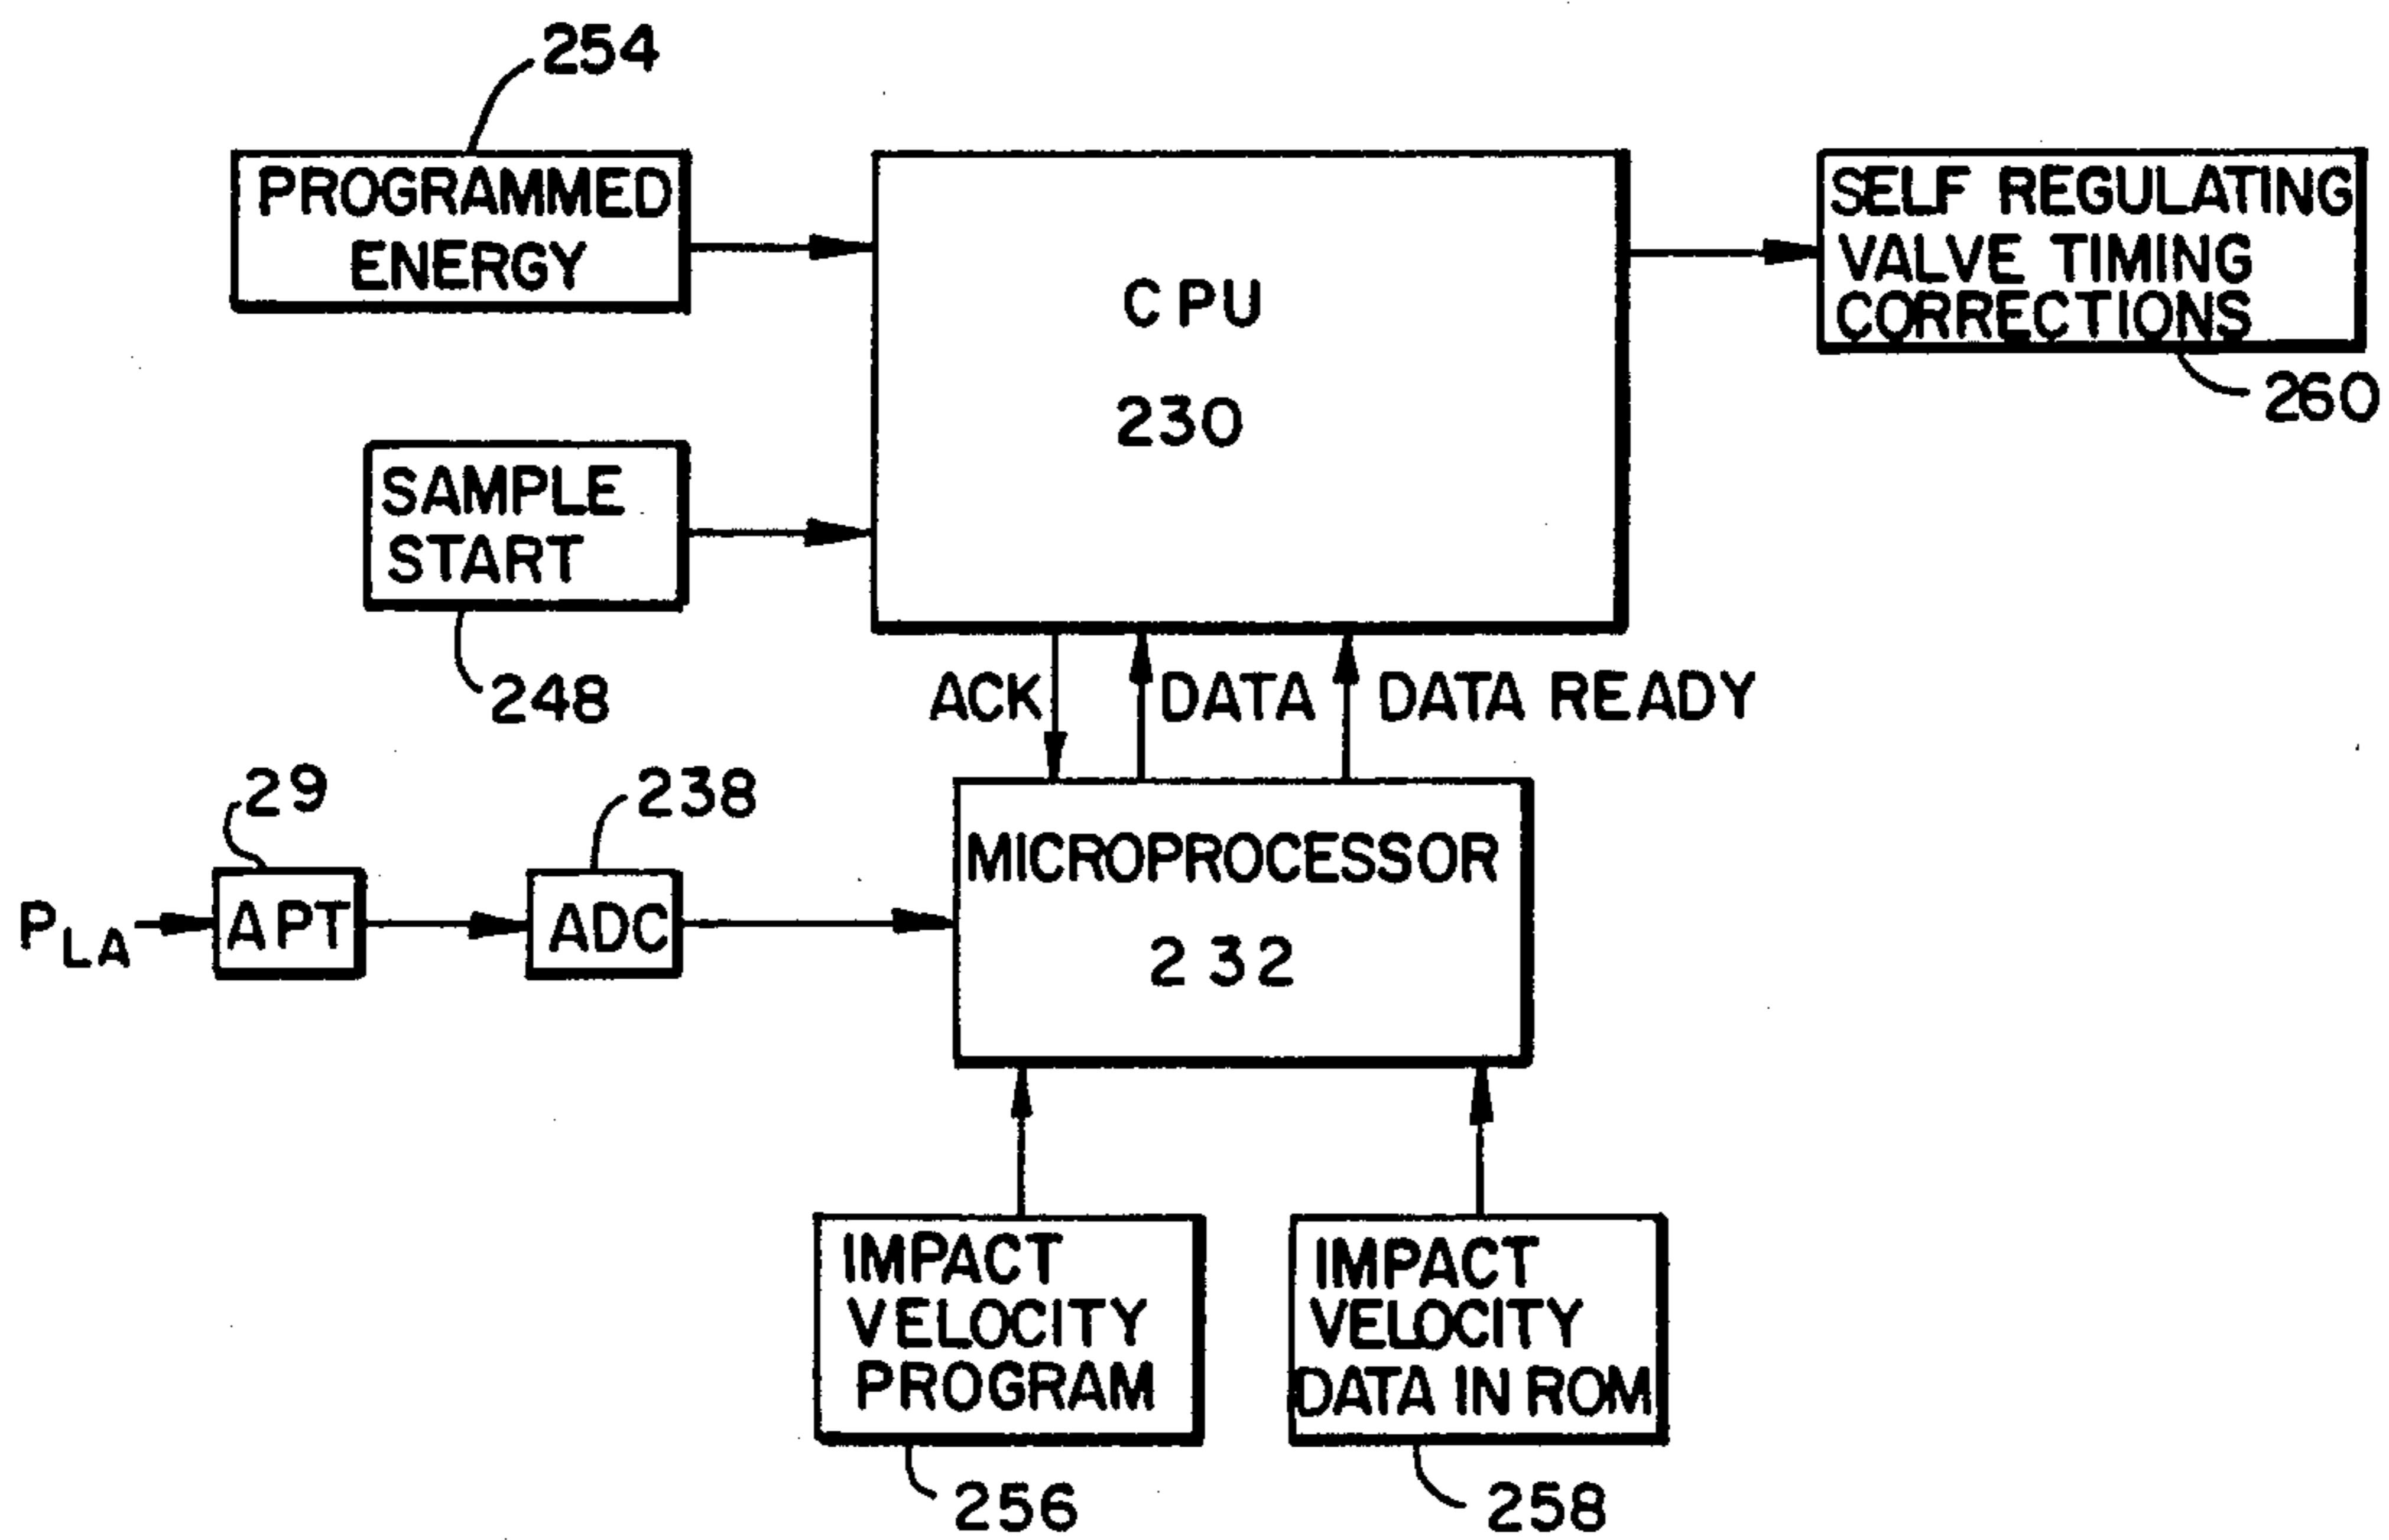 254
PROGRAMMED
ENERGY
CPU
230
SELF REGULATING
VALVE TIMING
CORRECTIONS
260
SAMPLE
START
248
ACK
DATA
DATA READY
29
238
PLA
APT
ADC
MICROPROCESSOR
232
IMPACT
VELOCITY
PROGRAM
256
IMPACT
VELOCITY
DATA IN ROM
258